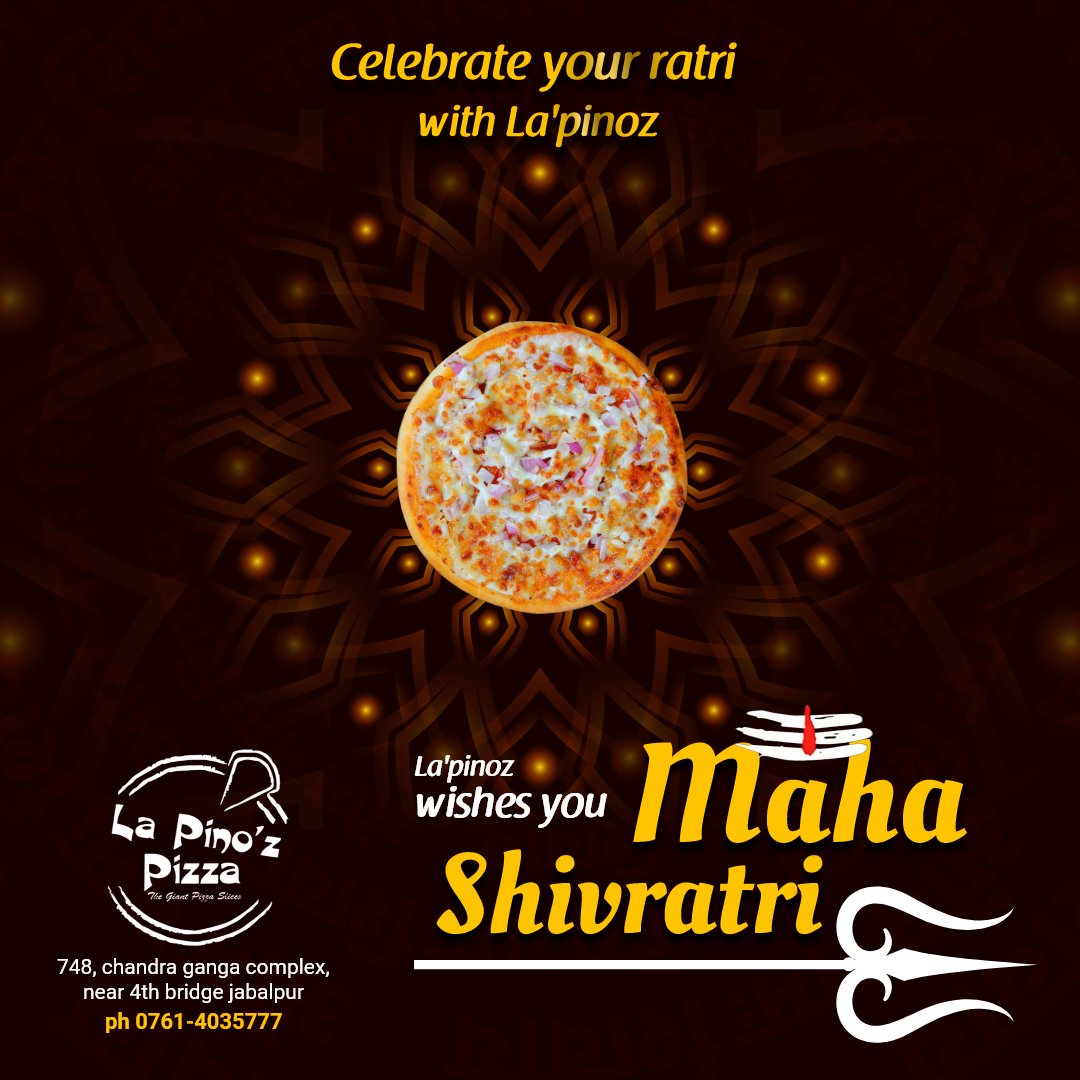 Celebrate your ratri
with La'pinoz
La'pinoz
wishes you
Maha
Shivratri
La Pino'z
Pizza
The Giant Pizza Slices
748, chandra ganga complex,
near 4th bridge jabalpur
ph 0761-4035777